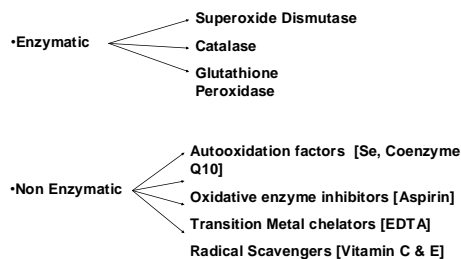 Superoxide Dismutase
•Enzymatic
Catalase
Glutathione
Peroxidase
Autooxidation factors [Se, Coenzyme
Q10]
•Non Enzymatic
Oxidative enzyme inhibitors [Aspirin]
Transition Metal chelators [EDTA]
Radical Scavengers [Vitamin C & E]